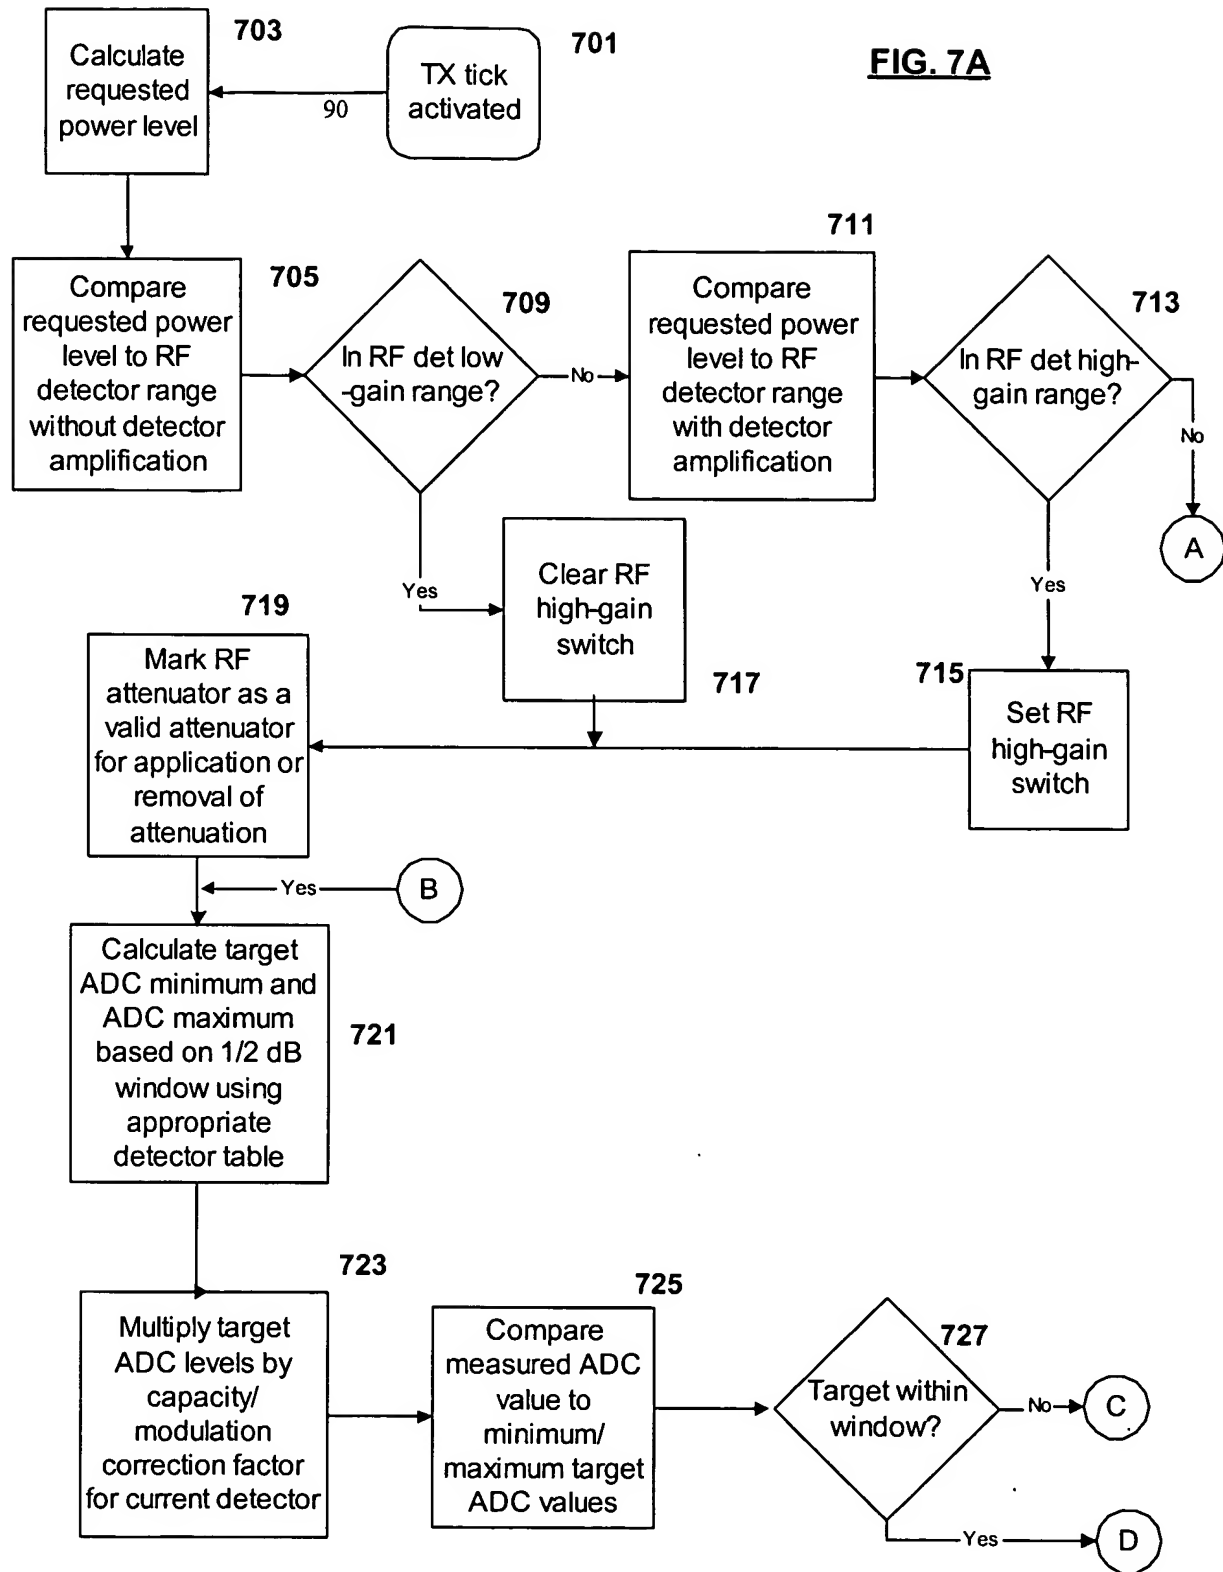 FIG. 7A
703
Calculate
requested
power level
701
TX tick
activated
90
705
Compare
requested power
level to RF
detector range
without detector
amplification
709
In RF det low
-gain range?
No
711
Compare
requested power
level to RF
detector range
with detector
amplification
713
In RF det high-
gain range?
No
A
Yes
Yes
Clear RF
high-gain
switch
717
715
Set RF
high-gain
switch
719
Mark RF
attenuator as a
valid attenuator
for application or
removal of
attenuation
Yes
B
Calculate target
ADC minimum and
ADC maximum
based on 1/2 dB
window using
appropriate
detector table
721
723
Multiply target
ADC levels by
capacity/
modulation
correction factor
for current detector
725
Compare
measured ADC
value to
minimum/
maximum target
ADC values
727
Target within
window?
No
C
Yes
D